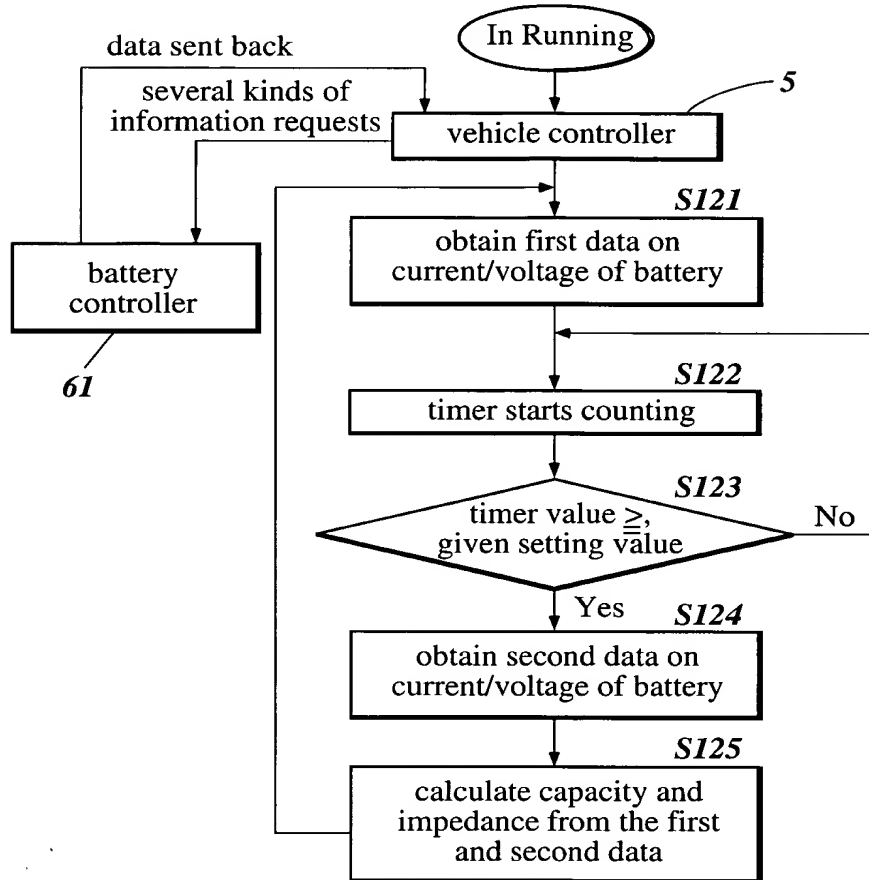 In Running
data sent back
5
several kinds of
information requests
vehicle controller
S121
obtain first data on
current/voltage of battery
battery
controller
61
S122
timer starts counting
S123
timer value ≧,
given setting value
No
Yes
S124
obtain second data on
current/voltage of battery
S125
calculate capacity and
impedance from the first
and second data